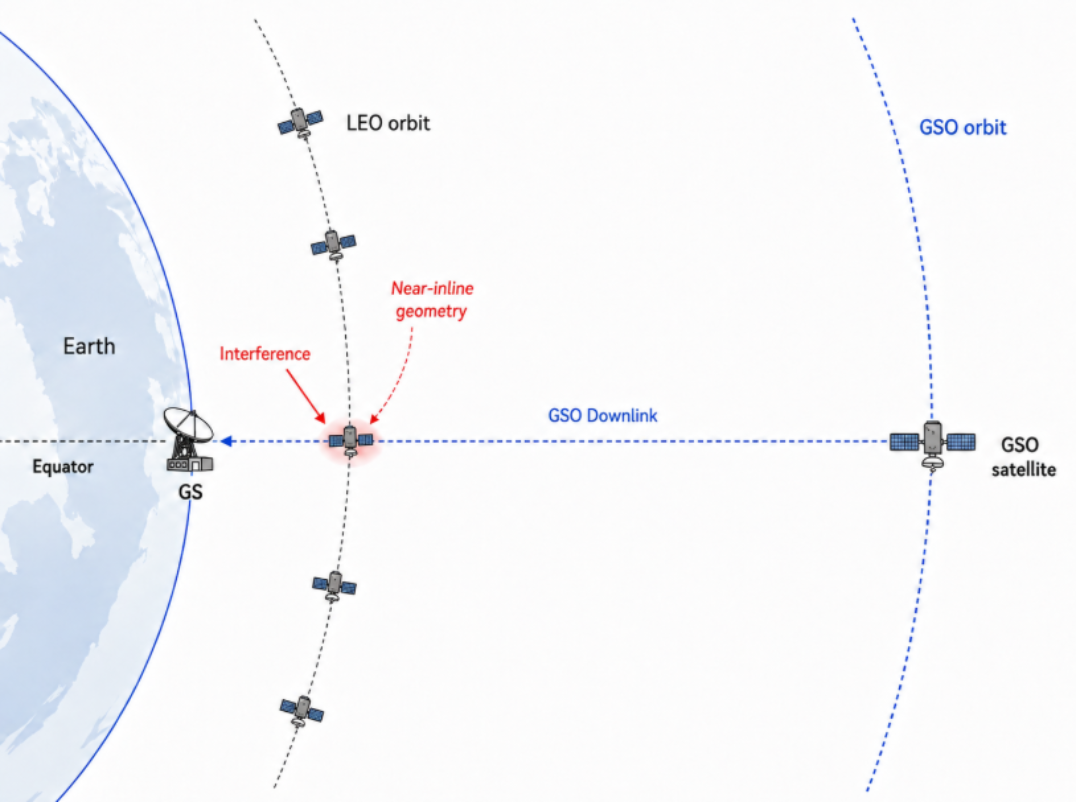 LEO orbit
GSO orbit
Near-inline
geometry
Earth
Interference
GSO Downlink
Equator
GS
GSO
satellite